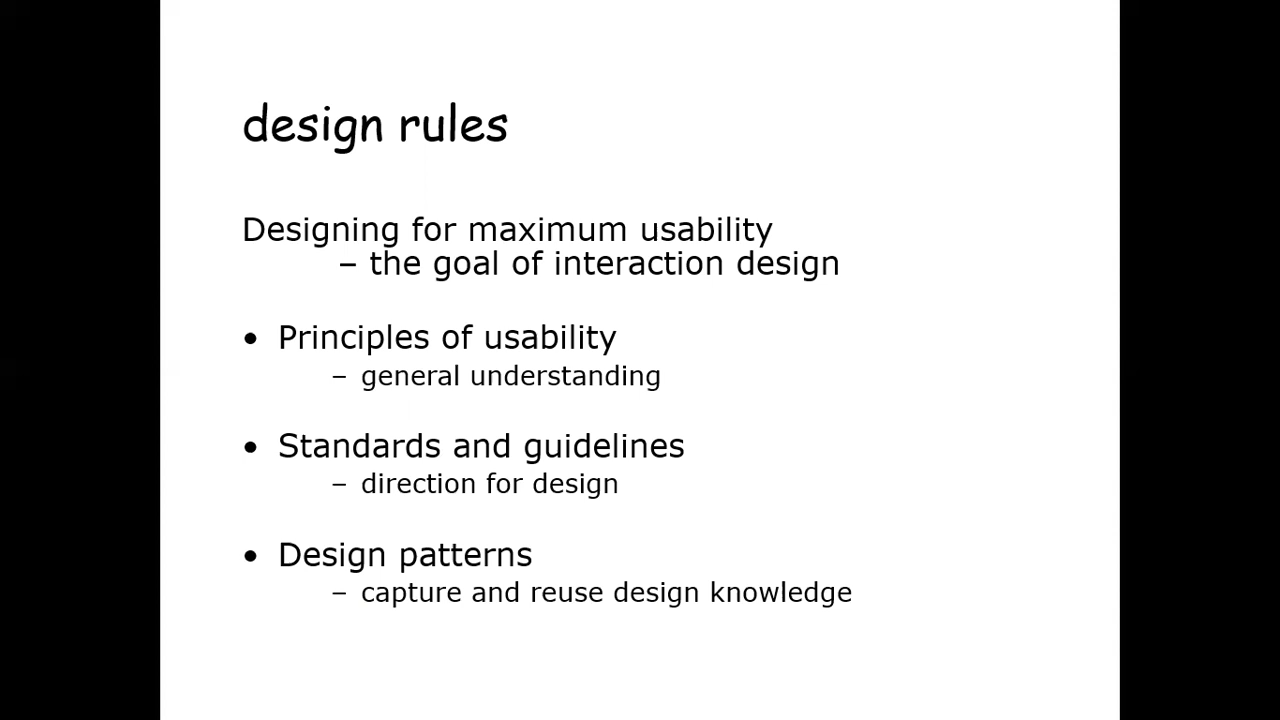 design rules
Designing for maximum usability
– the goal of interaction design
• Principles of usability
– general understanding
• Standards and guidelines
– direction for design
• Design patterns
– capture and reuse design knowledge